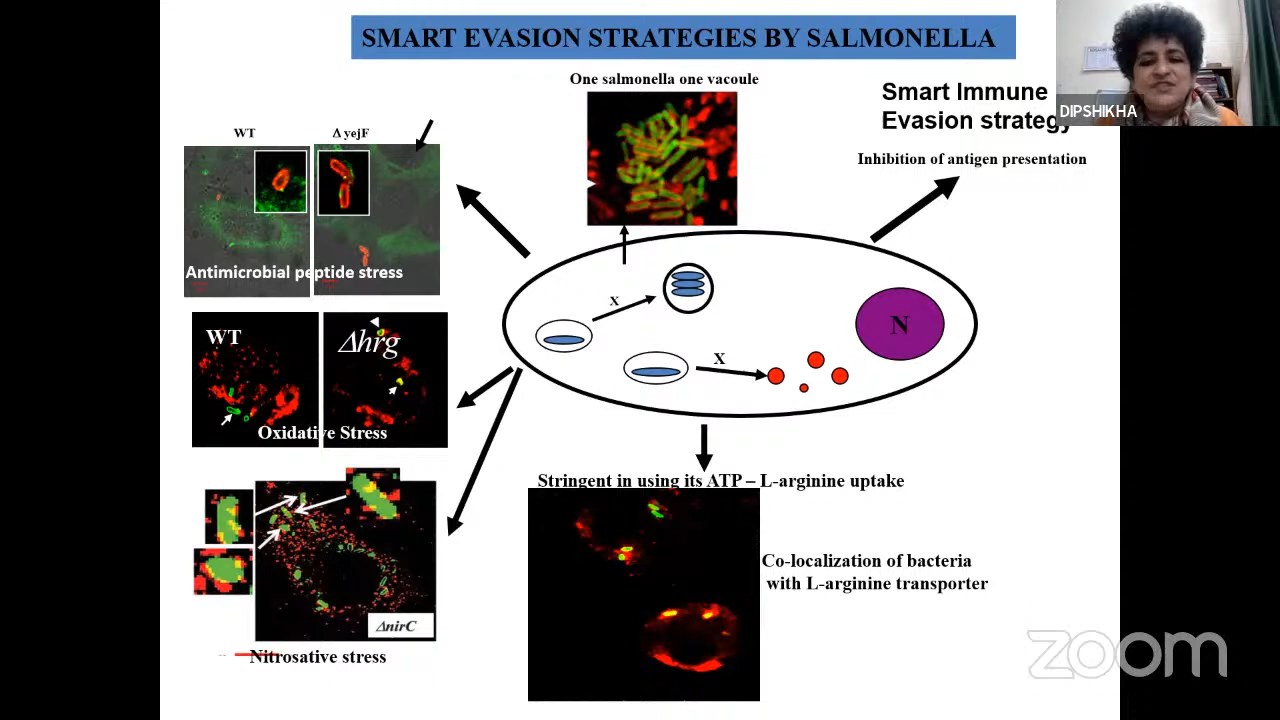 SMART EVASION STRATEGIES BY SALMONELLA
DIPSHIKHA
One salmonella one vacoule
Smart Immune
Evasion strategy
Inhibition of antigen presentation
WT
Δ yejF
Antimicrobial peptide stress
X
N
X
WT
Δhrg
Oxidative Stress
Stringent in using its ATP – L-arginine uptake
Co-localization of bacteria
with L-arginine transporter
ΔnirC
Nitrosative stress
zoom